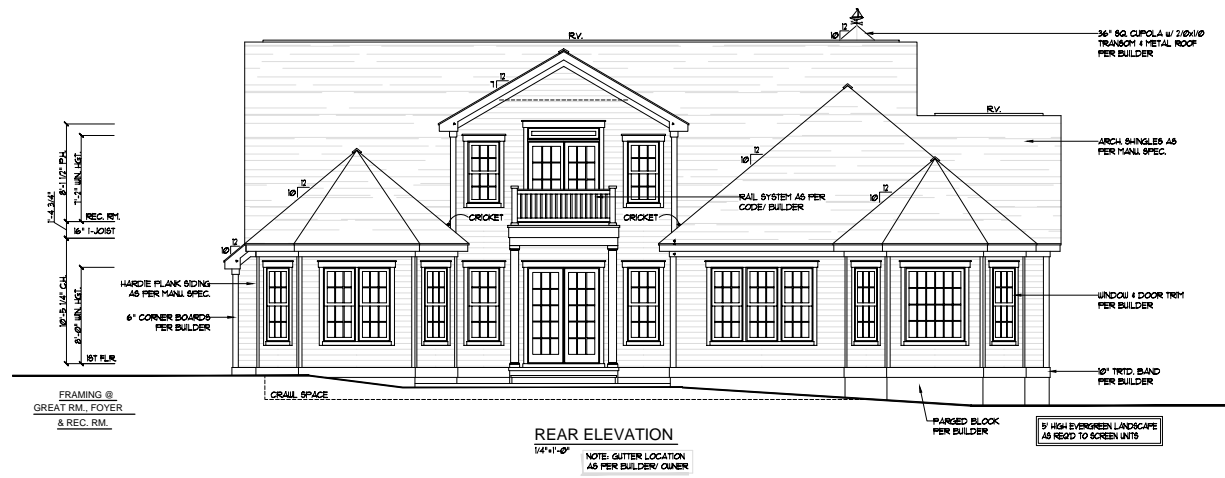 R.V.
12
10
36" SQ. CUPOLA w/ 2/0x1/0
TRANSOM & METAL ROOF
PER BUILDER
12
7
R.V.
ARCH. SHINGLES AS
PER MANU. SPEC.
12
10
12
10
12
10
8'-1 1/2" P.H.
7'-2" WN. HGT.
1'-4 3/4"
REC. RM.
16" I-JOIST
RAIL SYSTEM AS PER
CODE/ BUILDER
CRICKET
CRICKET
12
10
10'-5 1/4" C.H.
8'-0" WN. HGT.
1ST FLR.
HARDIE PLANK SIDING
AS PER MANU. SPEC.
6" CORNER BOARDS
PER BUILDER
WINDOW & DOOR TRIM
PER BUILDER
10" TRTD. BAND
PER BUILDER
FRAMING @
GREAT RM., FOYER
& REC. RM.
CRAWL SPACE
PARGED BLOCK
PER BUILDER
5' HIGH EVERGREEN LANDSCAPE
AS REQ'D TO SCREEN UNITS
REAR ELEVATION
1/4"=1'-0"
NOTE: GUTTER LOCATION
AS PER BUILDER/ OWNER